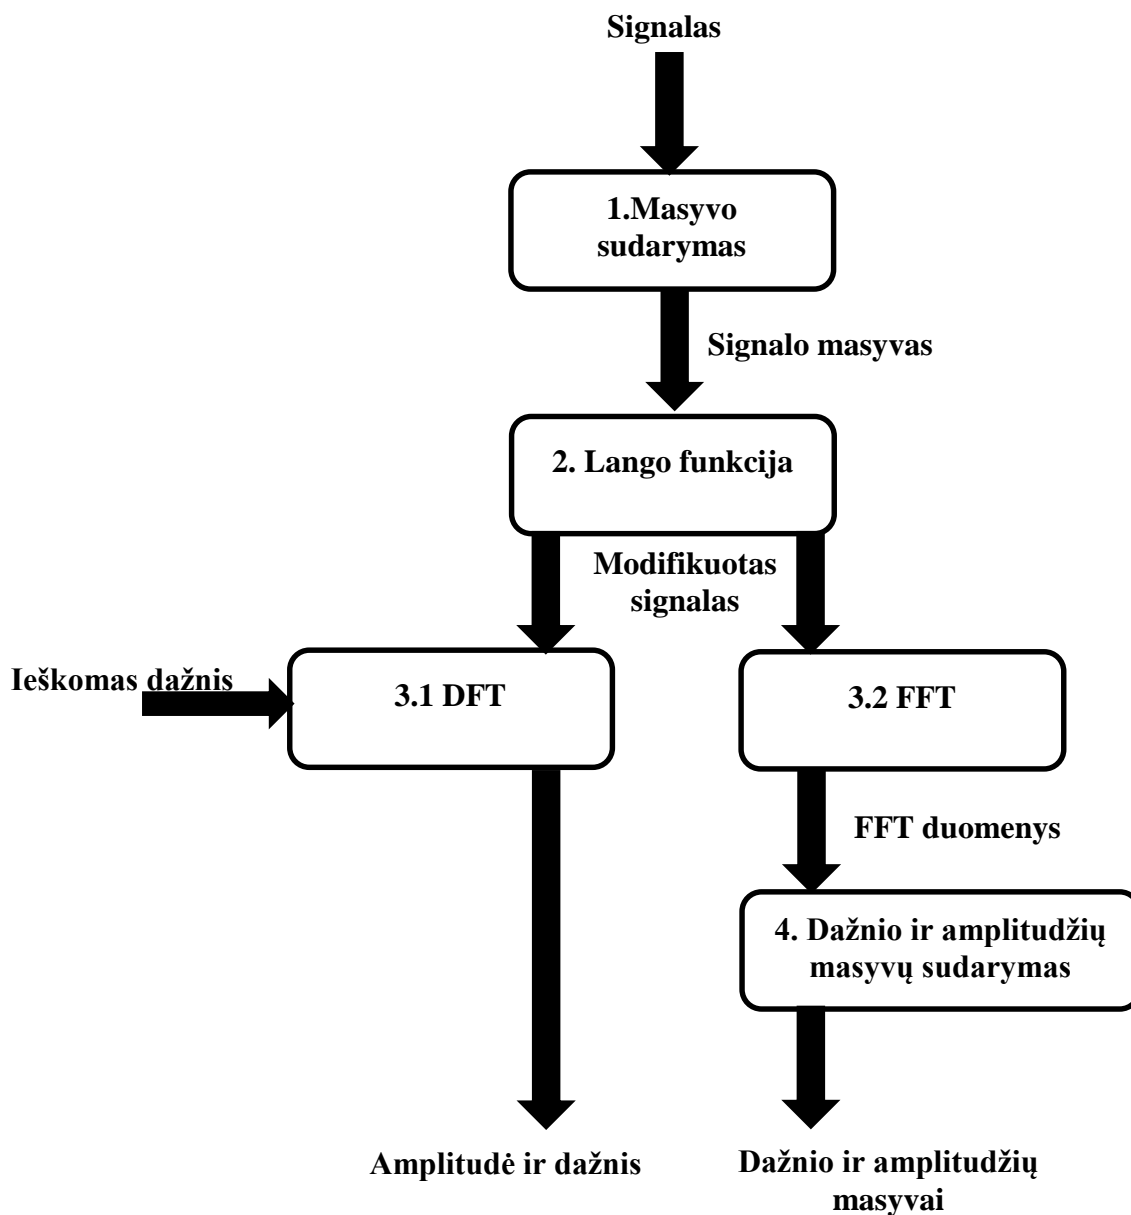 Signalas
1.Masyvo
sudarymas
Signalo masyvas
2. Lango funkcija
Modifikuotas
signalas
Ieškomas dažnis
3.1 DFT
3.2 FFT
FFT duomenys
4. Dažnio ir amplitudžių
masyvų sudarymas
Amplitudė ir dažnis
Dažnio ir amplitudžių
masyvai